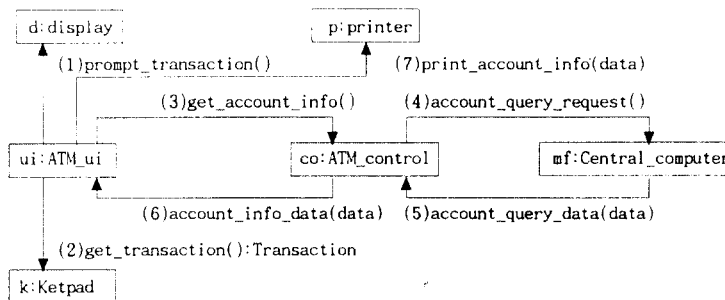 d:display
p:printer
(1)prompt_transaction()
(7)print_account_info(data)
(3)get_account_info()
(4)account_query_request()
ui:ATM_ui
co:ATM_control
mf:Central_computer
(6)account_info_data(data)
(5)account_query_data(data)
(2)get_transaction():Transaction
k:Ketpad